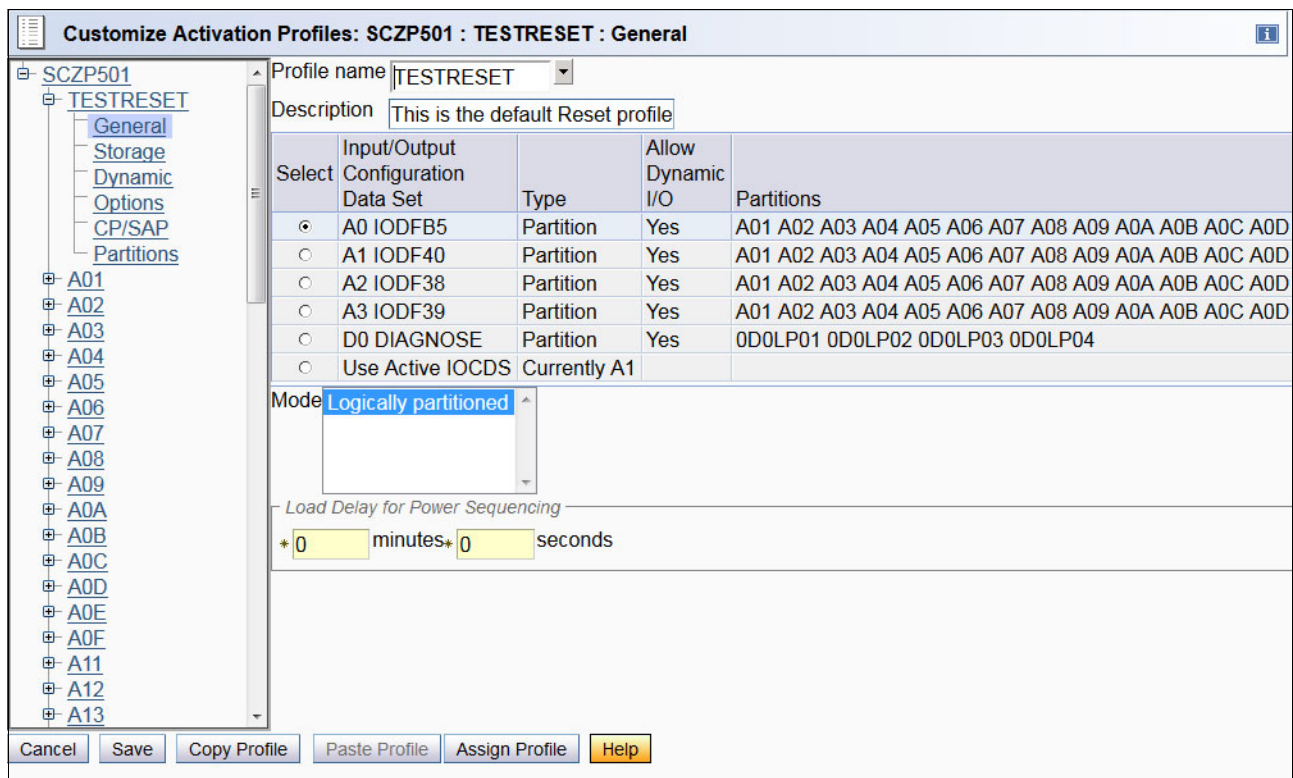 Customize Activation Profiles: SCZP501 : TESTRESET : General
i
SCZP501
TESTRESET
General
Storage
Dynamic
Options
CP/SAP
Partitions
A01
A02
A03
A04
A05
A06
A07
A08
A09
A0A
A0B
A0C
A0D
A0E
A0F
A11
A12
A13
Profile name TESTRESET
Description This is the default Reset profile
Select Input/Output Configuration Data Set Type Allow Dynamic I/O Partitions
A0 IODFB5 Partition Yes A01 A02 A03 A04 A05 A06 A07 A08 A09 A0A A0B A0C A0D
A1 IODF40 Partition Yes A01 A02 A03 A04 A05 A06 A07 A08 A09 A0A A0B A0C A0D
A2 IODF38 Partition Yes A01 A02 A03 A04 A05 A06 A07 A08 A09 A0A A0B A0C A0D
A3 IODF39 Partition Yes A01 A02 A03 A04 A05 A06 A07 A08 A09 A0A A0B A0C A0D
D0 DIAGNOSE Partition Yes 0D0LP01 0D0LP02 0D0LP03 0D0LP04
Use Active IOCDS Currently A1
Mode Logically partitioned
Load Delay for Power Sequencing
* 0 minutes * 0 seconds
Cancel Save Copy Profile Paste Profile Assign Profile Help